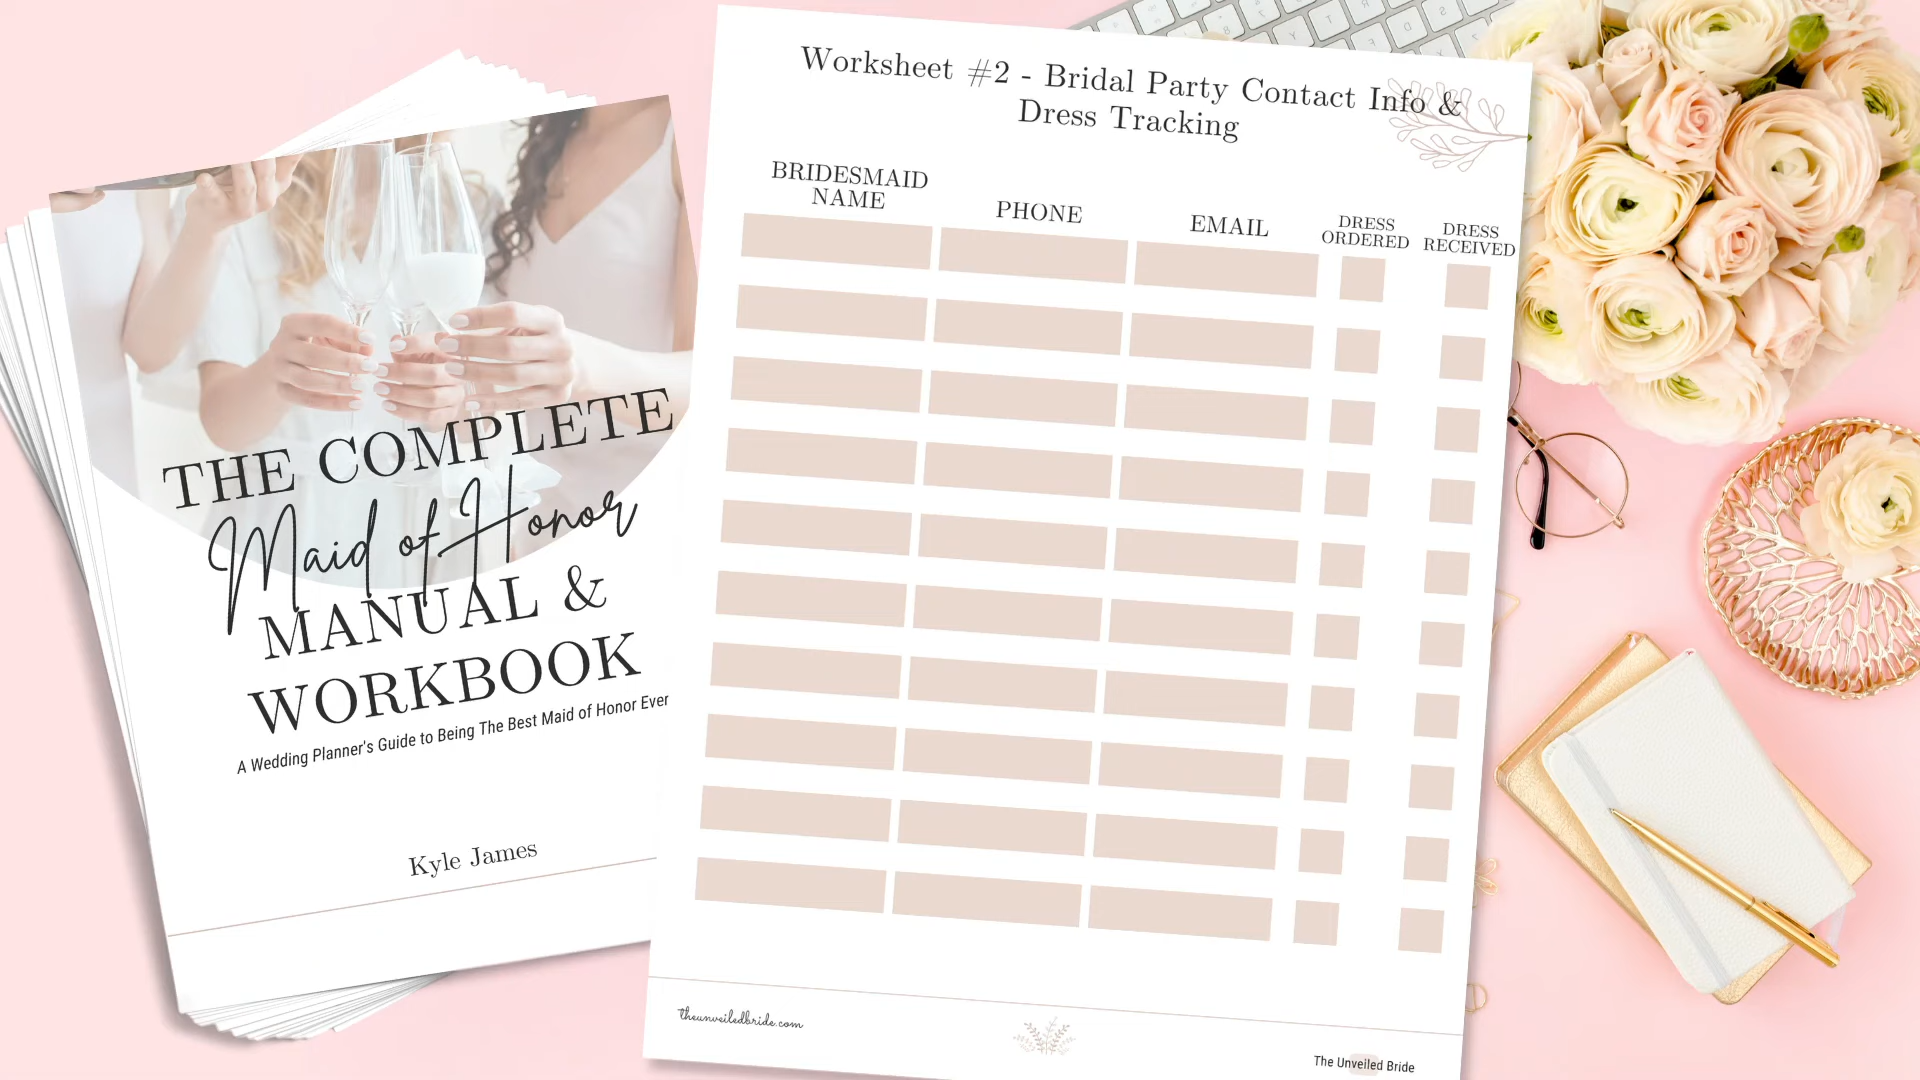 THE COMPLETE
Maid of Honor
MANUAL &
WORKBOOK
A Wedding Planner's Guide to Being The Best Maid of Honor Ever
Kyle James
Worksheet #2 - Bridal Party Contact Info &
Dress Tracking
BRIDESMAID
NAME
PHONE
EMAIL
DRESS
ORDERED
DRESS
RECEIVED
theunveiledbride.com
The Unveiled Bride